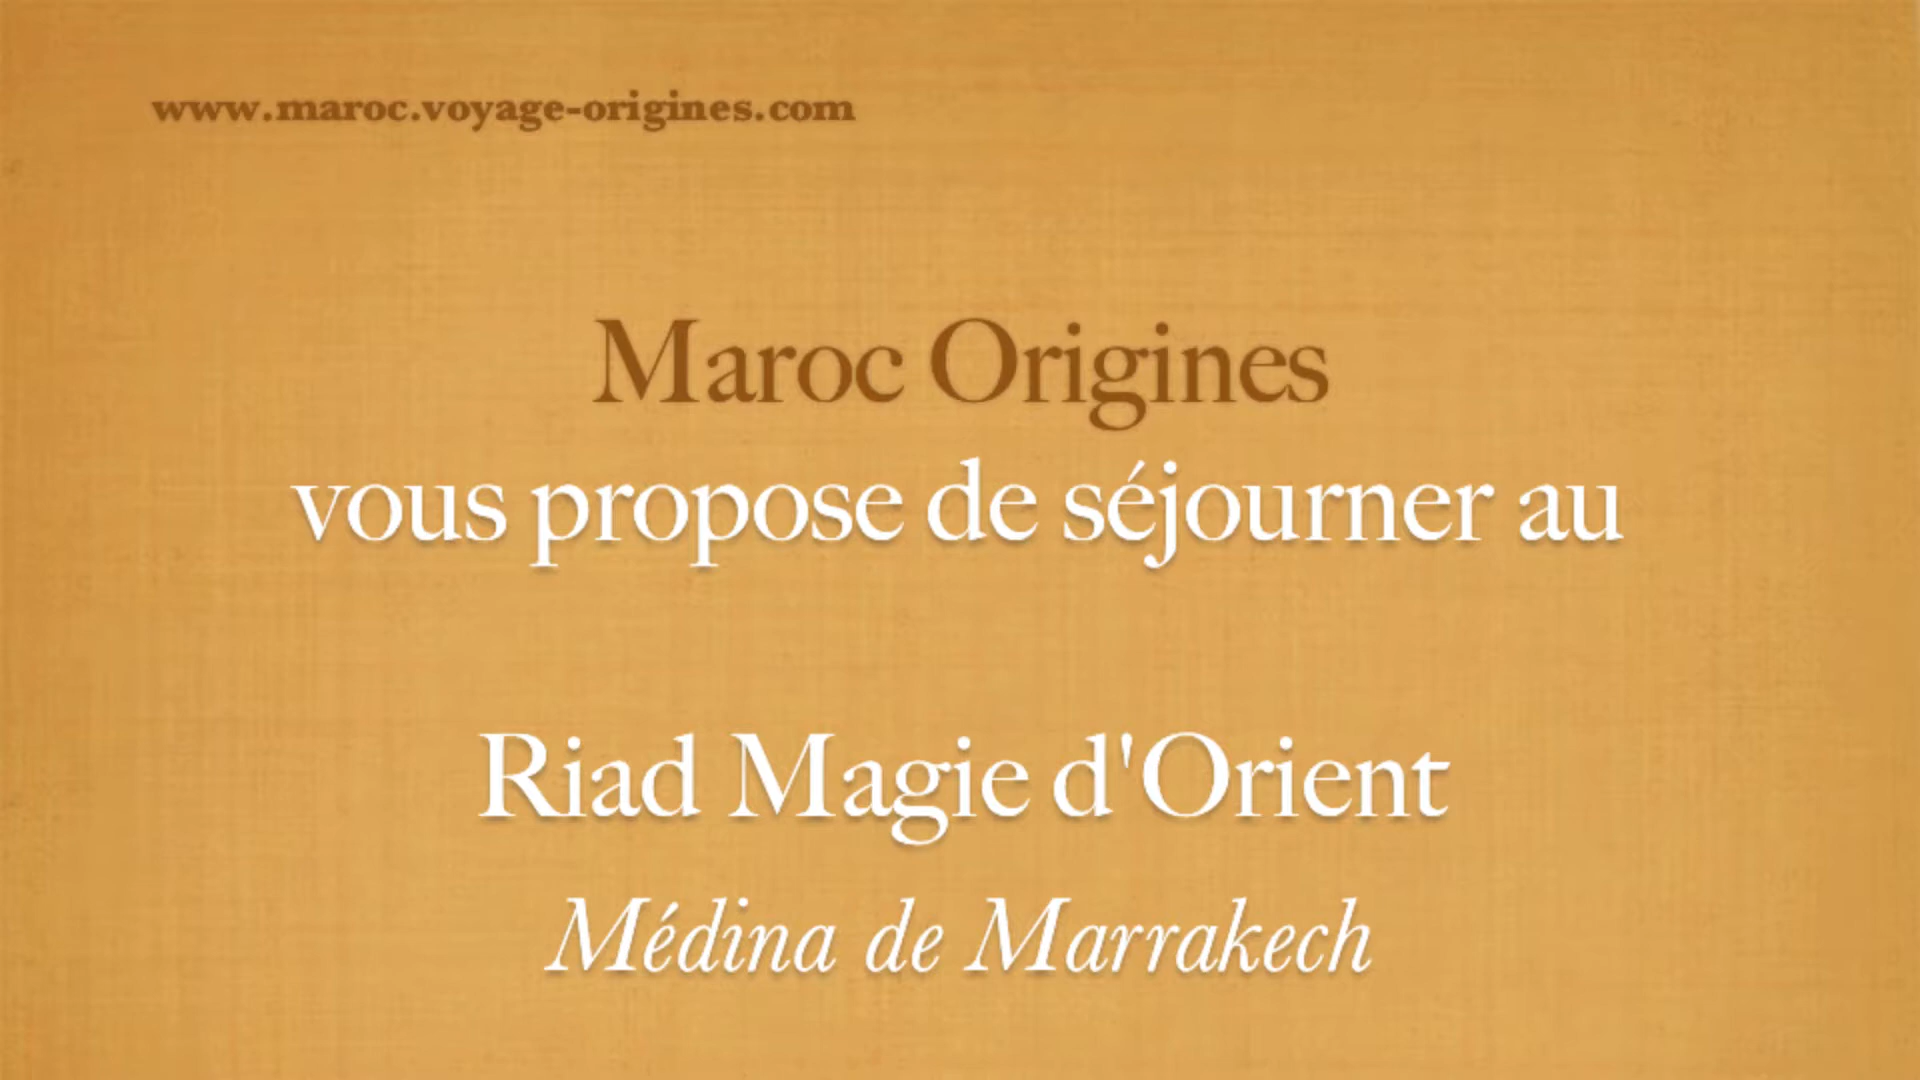 www.maroc.voyage-origines.com
Maroc Origines
vous propose de séjourner au
Riad Magie d'Orient
Médina de Marrakech